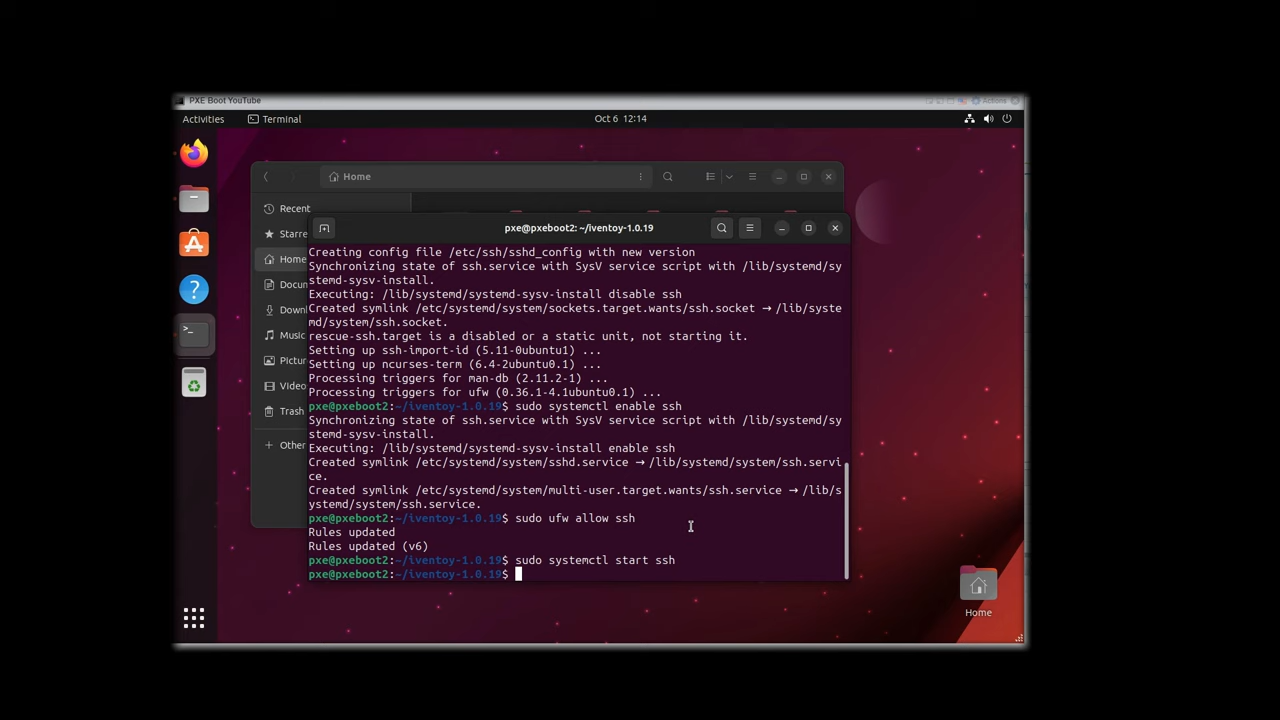 PXE Boot YouTube
Actions
Activities
Terminal
Oct 6 12:14
Home
Recent
Starre
Home
Docum
Downl
Music
Pictur
Video
Trash
Other
pxe@pxeboot2: ~/iventoy-1.0.19
Creating config file /etc/ssh/sshd_config with new version
Synchronizing state of ssh.service with SysV service script with /lib/systemd/sy
stemd-sysv-install.
Executing: /lib/systemd/systemd-sysv-install disable ssh
Created symlink /etc/systemd/system/sockets.target.wants/ssh.socket → /lib/syste
md/system/ssh.socket.
rescue-ssh.target is a disabled or a static unit, not starting it.
Setting up ssh-import-id (5.11-0ubuntu1) ...
Setting up ncurses-term (6.4-2ubuntu0.1) ...
Processing triggers for man-db (2.11.2-1) ...
Processing triggers for ufw (0.36.1-4.1ubuntu0.1) ...
pxe@pxeboot2:~/iventoy-1.0.19$ sudo systemctl enable ssh
Synchronizing state of ssh.service with SysV service script with /lib/systemd/sy
stemd-sysv-install.
Executing: /lib/systemd/systemd-sysv-install enable ssh
Created symlink /etc/systemd/system/sshd.service → /lib/systemd/system/ssh.servi
ce.
Created symlink /etc/systemd/system/multi-user.target.wants/ssh.service → /lib/s
ystemd/system/ssh.service.
pxe@pxeboot2:~/iventoy-1.0.19$ sudo ufw allow ssh
Rules updated
Rules updated (v6)
pxe@pxeboot2:~/iventoy-1.0.19$ sudo systemctl start ssh
pxe@pxeboot2:~/iventoy-1.0.19$
Home